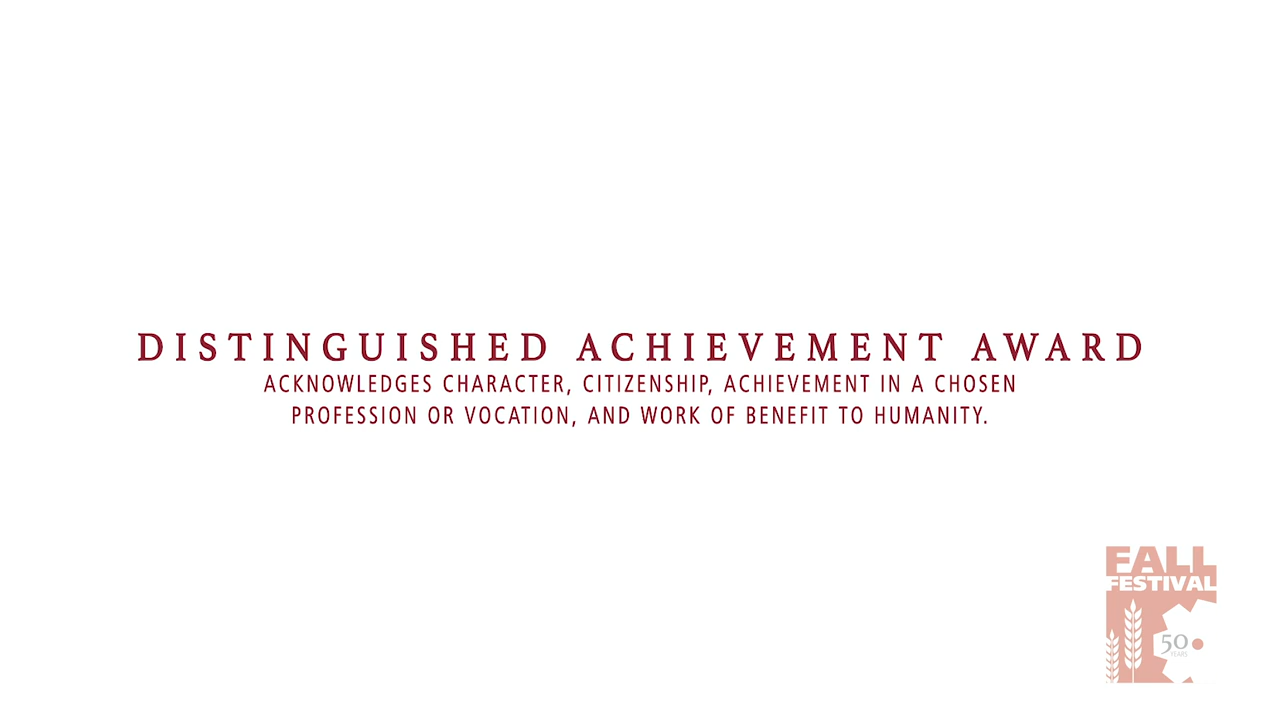 DISTINGUISHED ACHIEVEMENT AWARD
ACKNOWLEDGES CHARACTER, CITIZENSHIP, ACHIEVEMENT IN A CHOSEN
PROFESSION OR VOCATION, AND WORK OF BENEFIT TO HUMANITY.
FALL
FESTIVAL
50
YEARS